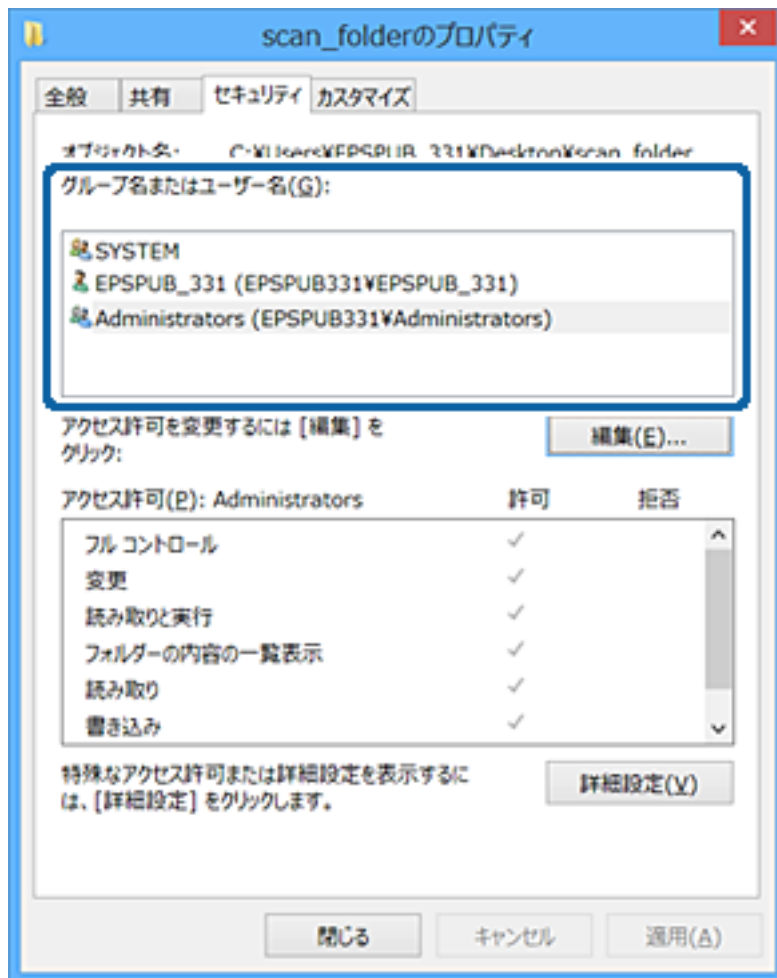 scan_folderのプロパティ
全般 共有 セキュリティ カスタマイズ
オブジェクト名: C:¥Users¥EPSPUB_331¥Desktop¥scan_folder
グループ名またはユーザー名(G):
SYSTEM
EPSPUB_331 (EPSPUB331¥EPSPUB_331)
Administrators (EPSPUB331¥Administrators)
アクセス許可を変更するには [編集] を
クリック:
編集(E)...
アクセス許可(P): Administrators 許可 拒否
フル コントロール
変更
読み取りと実行
フォルダーの内容の一覧表示
読み取り
書き込み
特殊なアクセス許可または詳細設定を表示するに
は、[詳細設定] をクリックします。
詳細設定(V)
閉じる キャンセル 適用(A)